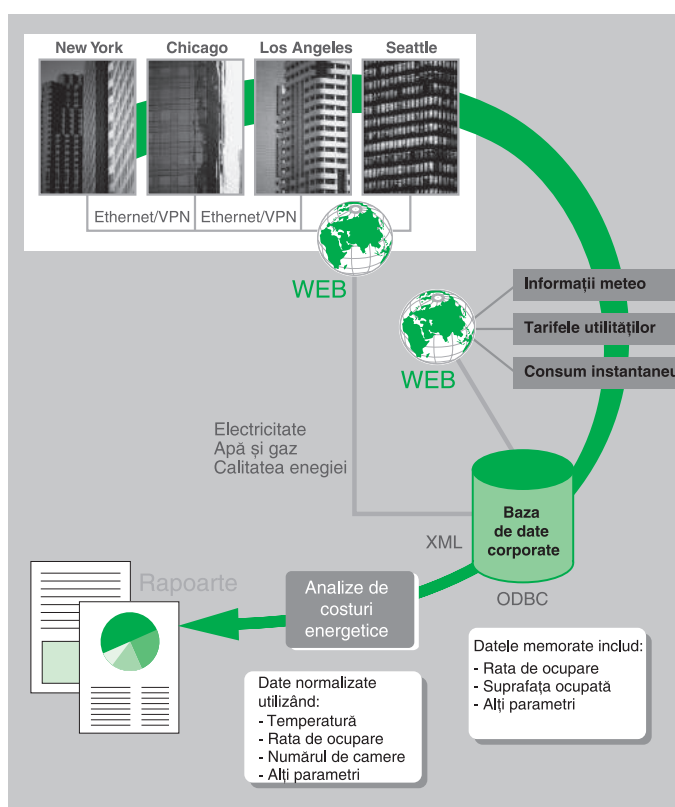 New York Chicago Los Angeles Seattle
Ethernet/VPN Ethernet/VPN
WEB
Informații meteo
Tarifele utilităților
Consum instantaneu
WEB
Electricitate
Apă și gaz
Calitatea enegiei
Baza
de date
corporate
XML
ODBC
Rapoarte
Analize de
costuri
energetice
Datele memorate includ:
- Rata de ocupare
- Suprafața ocupată
- Alți parametri
Date normalizate
utilizând:
- Temperatură
- Rata de ocupare
- Numărul de camere
- Alți parametri